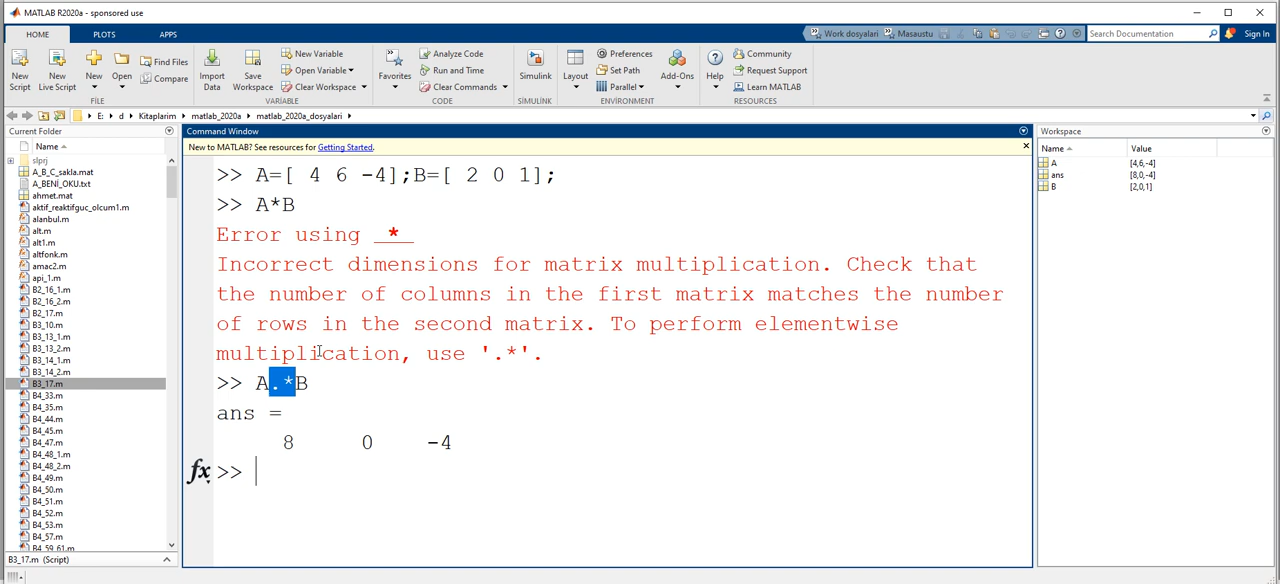 MATLAB R2020a - sponsored use
HOME PLOTS APPS
Work dosyalari Masaustu Search Documentation Sign In
New Script
New Live Script
New
Open
Find Files
Compare
Import Data
Save Workspace
New Variable
Open Variable
Clear Workspace
Favorites
Analyze Code
Run and Time
Clear Commands
Simulink
Layout
Preferences
Set Path
Parallel
Add-Ons
Help
Community
Request Support
Learn MATLAB
FILE VARIABLE CODE SIMULINK ENVIRONMENT RESOURCES
E: d Kitaplarim matlab_2020a matlab_2020a_dosyalari
Current Folder
Name
slprj
A_B_C_sakla.mat
A_BENİ_OKU.txt
ahmet.mat
aktif_reaktifguc_olcum1.m
alanbul.m
alt.m
alt1.m
altfonk.m
amac2.m
api_1.m
B2_16_1.m
B2_16_2.m
B2_17.m
B3_10.m
B3_13_1.m
B3_13_2.m
B3_14_1.m
B3_14_2.m
B3_17.m
B4_33.m
B4_35.m
B4_44.m
B4_45.m
B4_47.m
B4_48_1.m
B4_48_2.m
B4_49.m
B4_50.m
B4_51.m
B4_52.m
B4_53.m
B4_57.m
B4_59_61.m
B3_17.m (Script)
Command Window
New to MATLAB? See resources for Getting Started.
>> A=[ 4 6 -4];B=[ 2 0 1];
>> A*B
Error using *
Incorrect dimensions for matrix multiplication. Check that
the number of columns in the first matrix matches the number
of rows in the second matrix. To perform elementwise
multiplication, use '.*'.
>> A.*B
ans =
8 0 -4
fx >>
Workspace
Name Value
A [4,6,-4]
ans [8,0,-4]
B [2,0,1]